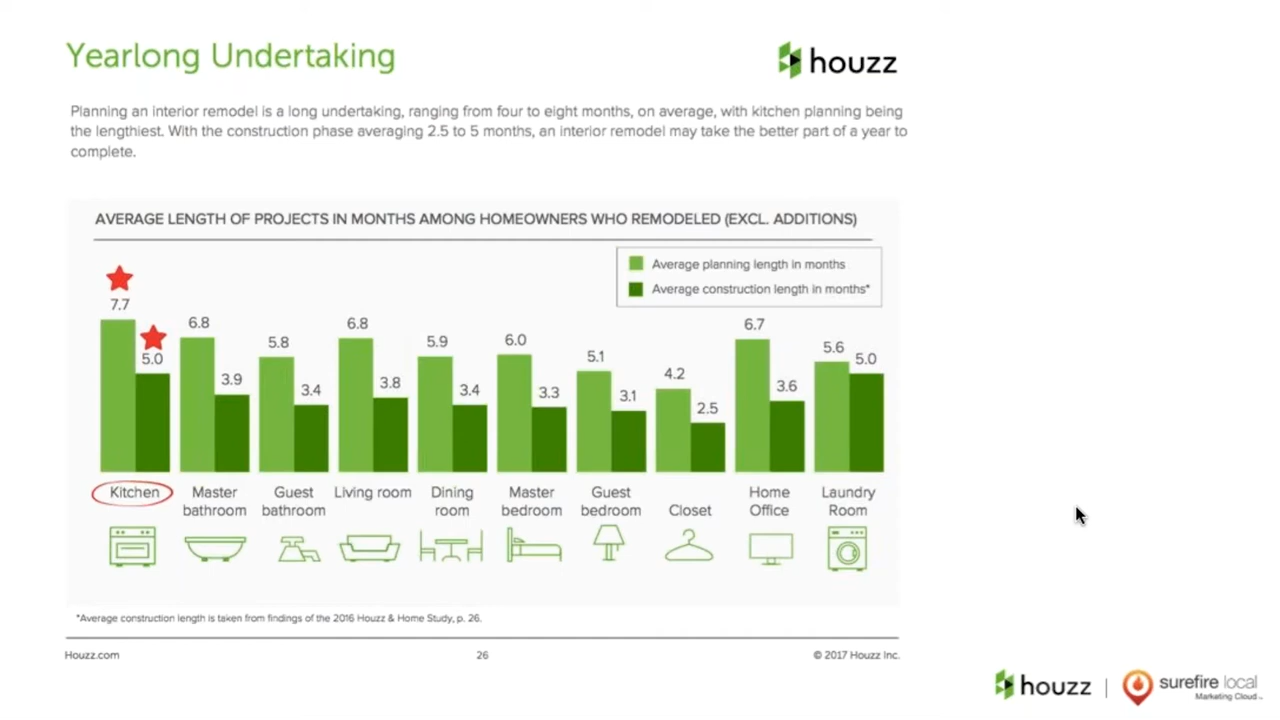 Yearlong Undertaking
houzz
Planning an interior remodel is a long undertaking, ranging from four to eight months, on average, with kitchen planning being
the lengthiest. With the construction phase averaging 2.5 to 5 months, an interior remodel may take the better part of a year to
complete.
AVERAGE LENGTH OF PROJECTS IN MONTHS AMONG HOMEOWNERS WHO REMODELED (EXCL. ADDITIONS)
Average planning length in months
Average construction length in months*
7.7 5.0 6.8 3.9 5.8 3.4 6.8 3.8 5.9 3.4 6.0 3.3 5.1 3.1 4.2 2.5 6.7 3.6 5.6 5.0
Kitchen
Master
bathroom
Guest
bathroom
Living room
Dining
room
Master
bedroom
Guest
bedroom
Closet
Home
Office
Laundry
Room
*Average construction length is taken from findings of the 2016 Houzz & Home Study, p. 26.
Houzz.com 26 © 2017 Houzz Inc.
houzz | surefire local
Marketing Cloud